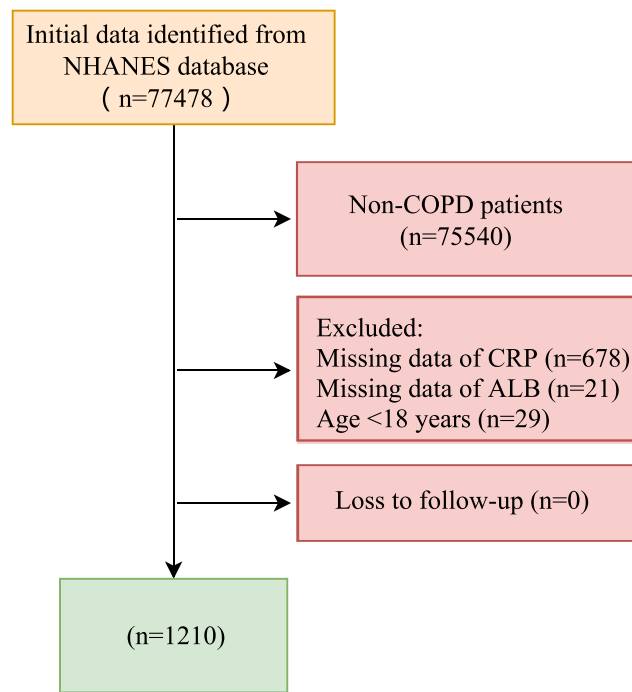 Initial data identified from
NHANES database
( n=77478 )
Non-COPD patients
(n=75540)
Excluded:
Missing data of CRP (n=678)
Missing data of ALB (n=21)
Age <18 years (n=29)
Loss to follow-up (n=0)
(n=1210)